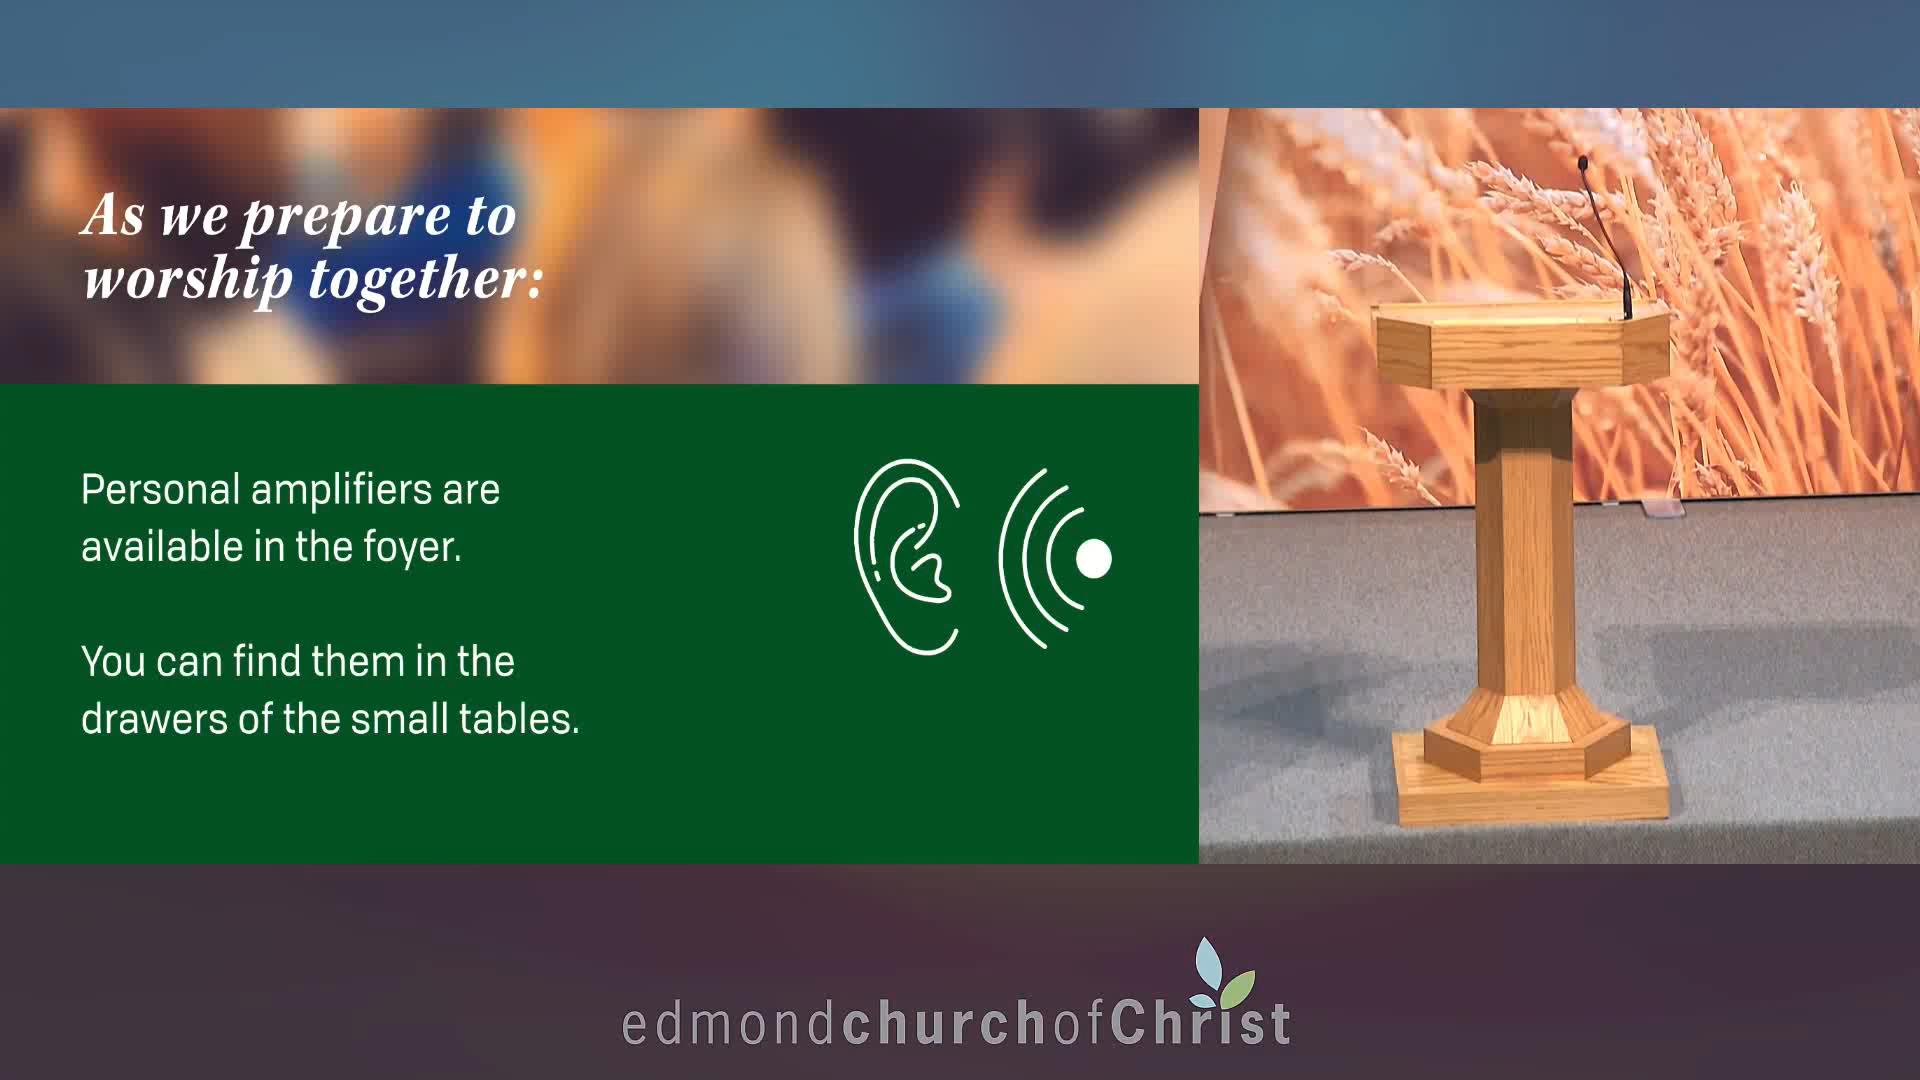 As we prepare to
worship together:
Personal amplifiers are
available in the foyer.
You can find them in the
drawers of the small tables.
edmondchurchofChrist